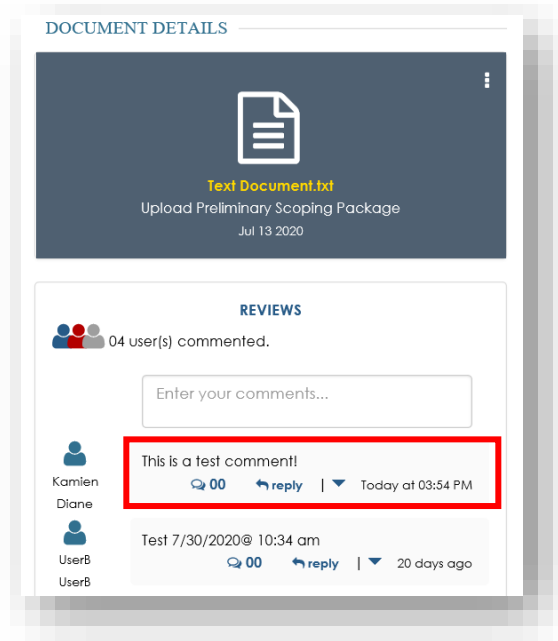 DOCUMENT DETAILS
Text Document.txt
Upload Preliminary Scoping Package
Jul 13 2020
REVIEWS
04 user(s) commented.
Enter your comments...
Kamien
Diane
This is a test comment!
00 reply | Today at 03:54 PM
UserB
UserB
Test 7/30/2020@ 10:34 am
00 reply | 20 days ago